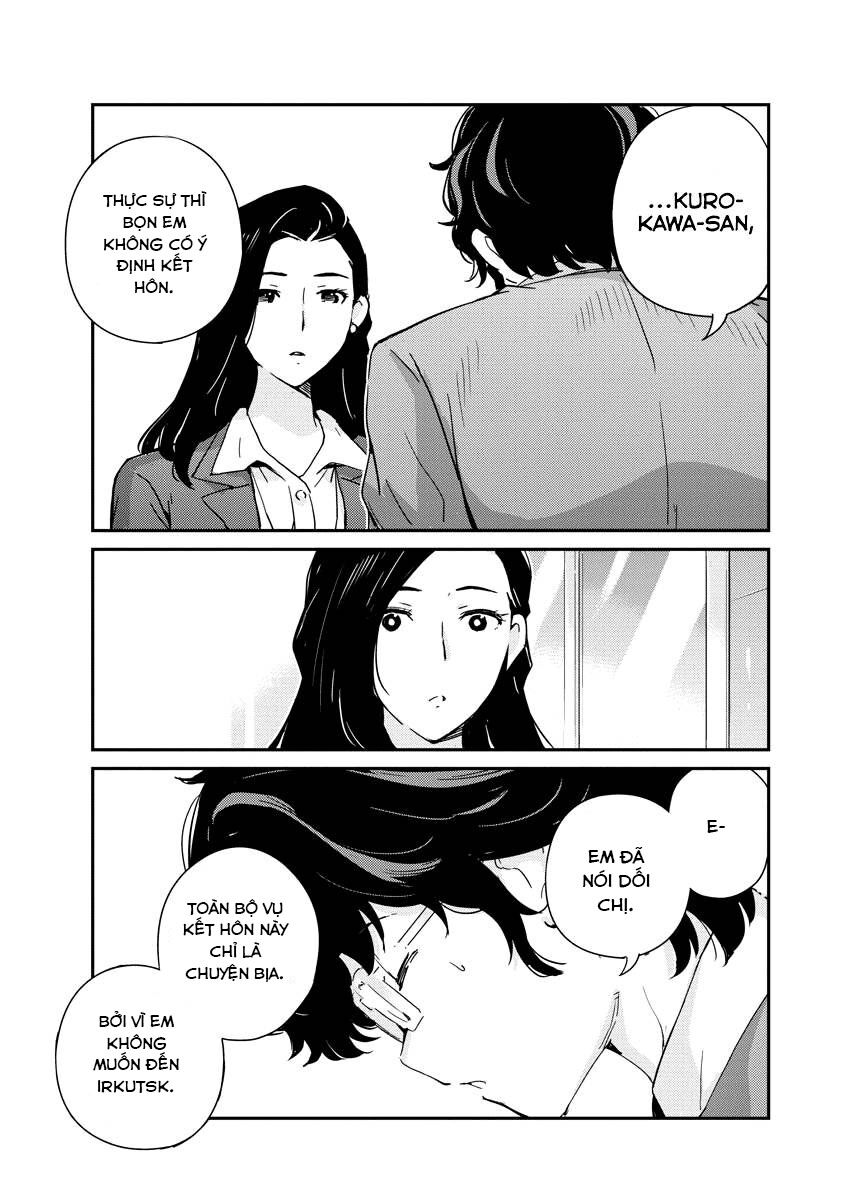 ...KURO-
KAWA-SAN,
THỰC SỰ THÌ
BỌN EM
KHÔNG CÓ Ý
ĐỊNH KẾT
HÔN.
E-
EM ĐÃ
NÓI DỐI
CHỊ.
TOÀN BỘ VỤ
KẾT HÔN NÀY
CHỈ LÀ
CHUYỆN BỊA.
BỞI VÌ EM
KHÔNG
MUỐN ĐẾN
IRKUTSK.